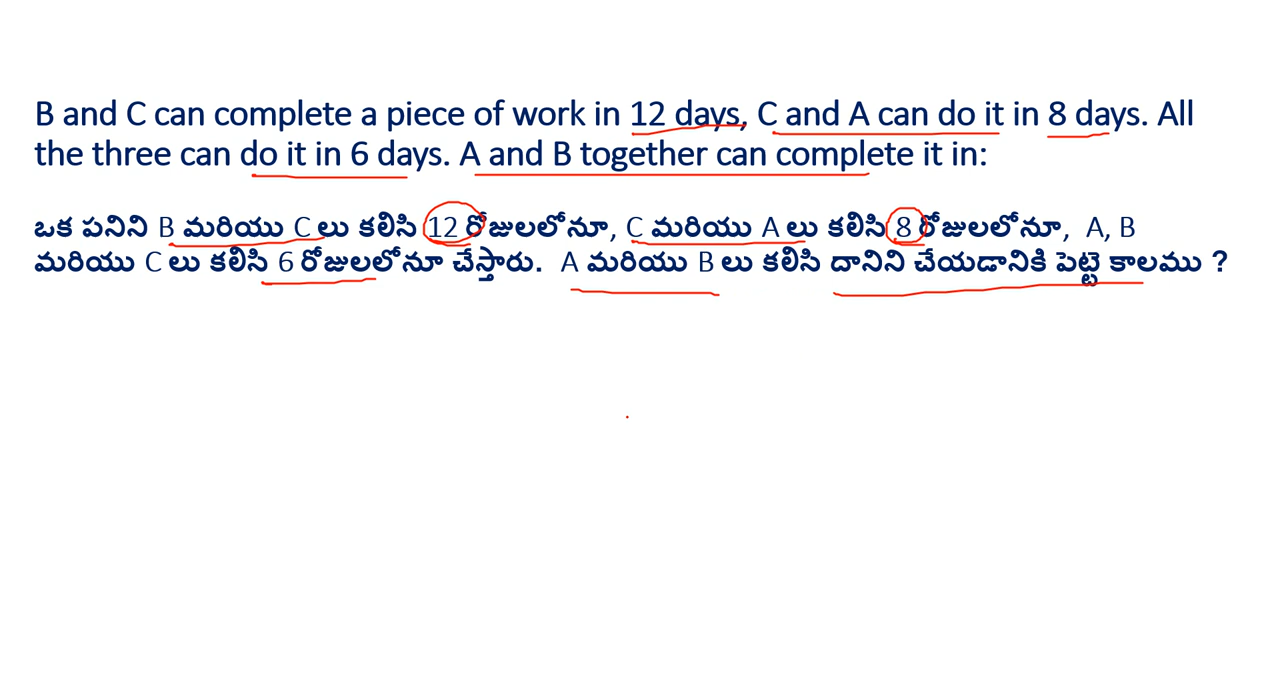 B and C can complete a piece of work in 12 days, C and A can do it in 8 days. All
the three can do it in 6 days. A and B together can complete it in:
ఒక పనిని B మరియు C లు కలిసి 12 రోజులలోనూ, C మరియు A లు కలిసి 8 రోజులలోనూ, A, B
మరియు C లు కలిసి 6 రోజులలోనూ చేస్తారు. A మరియు B లు కలిసి దానిని చేయడానికి పెట్టె కాలము ?